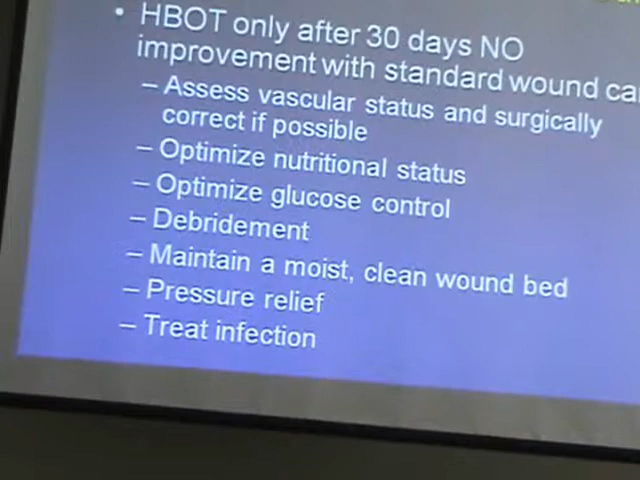 • HBOT only after 30 days NO
improvement with standard wound
– Assess vascular status and surgically
correct if possible
– Optimize nutritional status
– Optimize glucose control
– Debridement
– Maintain a moist, clean wound bed
– Pressure relief
– Treat infection